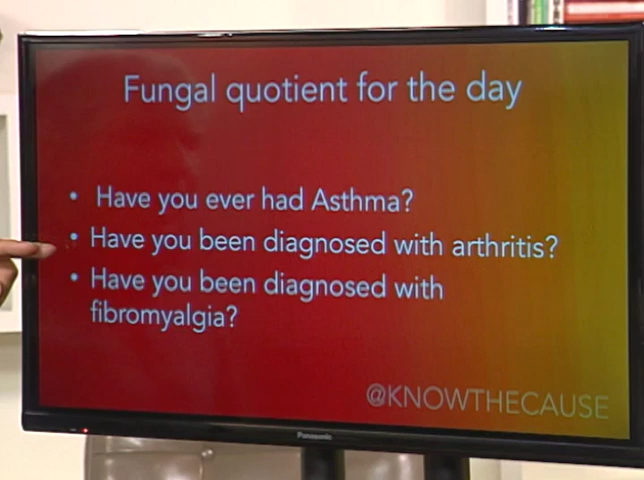 Fungal quotient for the day
• Have you ever had Asthma?
• Have you been diagnosed with arthritis?
• Have you been diagnosed with
fibromyalgia?
@KNOWTHECAUSE
Panasonic